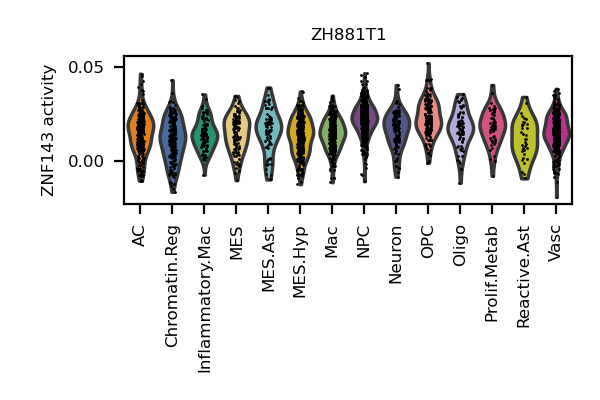 ZH881T1
ZNF143 activity
0.05
0.00
AC
Chromatin.Reg
Inflammatory.Mac
MES
MES.Ast
MES.Hyp
Mac
NPC
Neuron
OPC
Oligo
Prolif.Metab
Reactive.Ast
Vasc